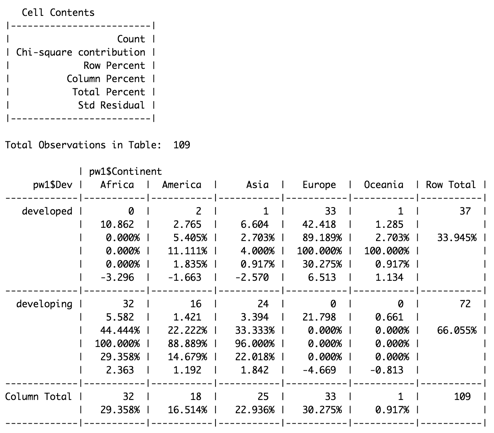 Cell Contents
|-------------------------|
|                   Count |
| Chi-square contribution |
|             Row Percent |
|          Column Percent |
|           Total Percent |
|            Std Residual |
|-------------------------|

Total Observations in Table:  109

             | pw1$Continent
     pw1$Dev |   Africa  |  America  |     Asia  |   Europe  |  Oceania  | Row Total |
-------------|-----------|-----------|-----------|-----------|-----------|-----------|
   developed |        0  |        2  |        1  |       33  |        1  |       37  |
             |   10.862  |    2.765  |    6.604  |   42.418  |    1.285  |           |
             |    0.000% |    5.405% |    2.703% |   89.189% |    2.703% |   33.945% |
             |    0.000% |   11.111% |    4.000% |  100.000% |  100.000% |           |
             |    0.000% |    1.835% |    0.917% |   30.275% |    0.917% |           |
             |   -3.296  |   -1.663  |   -2.570  |    6.513  |    1.134  |           |
-------------|-----------|-----------|-----------|-----------|-----------|-----------|
  developing |       32  |       16  |       24  |        0  |        0  |       72  |
             |    5.582  |    1.421  |    3.394  |   21.798  |    0.661  |           |
             |   44.444% |   22.222% |   33.333% |    0.000% |    0.000% |   66.055% |
             |  100.000% |   88.889% |   96.000% |    0.000% |    0.000% |           |
             |   29.358% |   14.679% |   22.018% |    0.000% |    0.000% |           |
             |    2.363  |    1.192  |    1.842  |   -4.669  |   -0.813  |           |
-------------|-----------|-----------|-----------|-----------|-----------|-----------|
Column Total |       32  |       18  |       25  |       33  |        1  |      109  |
             |   29.358% |   16.514% |   22.936% |   30.275% |    0.917% |           |
-------------|-----------|-----------|-----------|-----------|-----------|-----------|